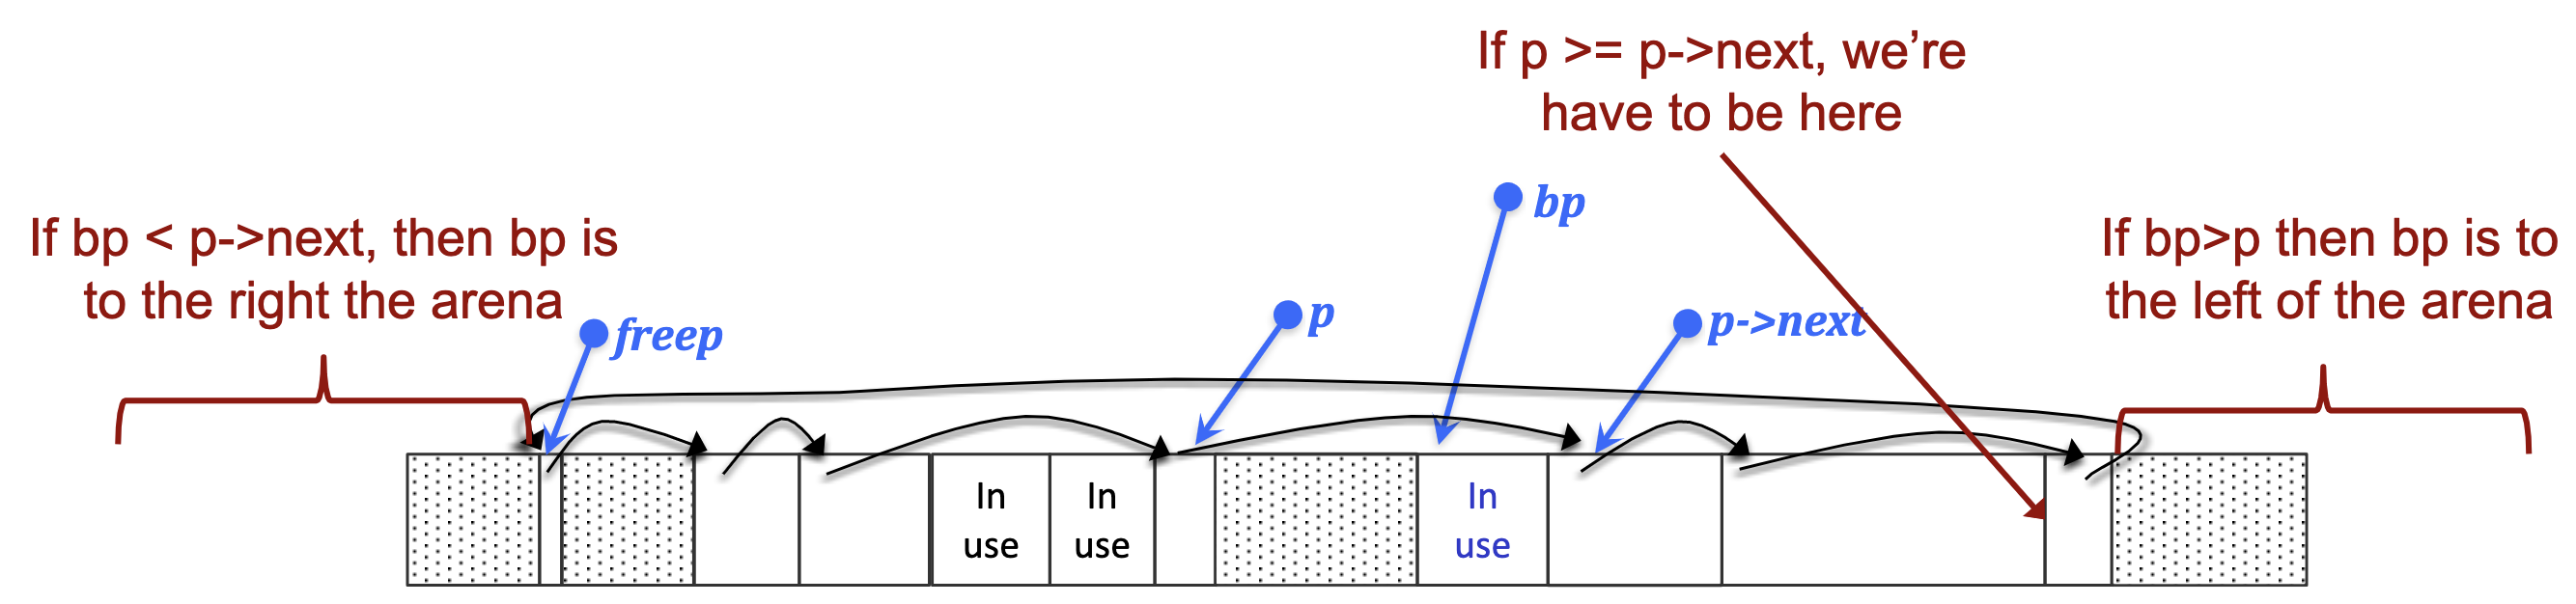 If p >= p->next, we’re
have to be here
bp
If bp < p->next, then bp is
to the right the arena
If bp>p then bp is to
the left of the arena
freep
p
p->next
In
use
In
use
In
use